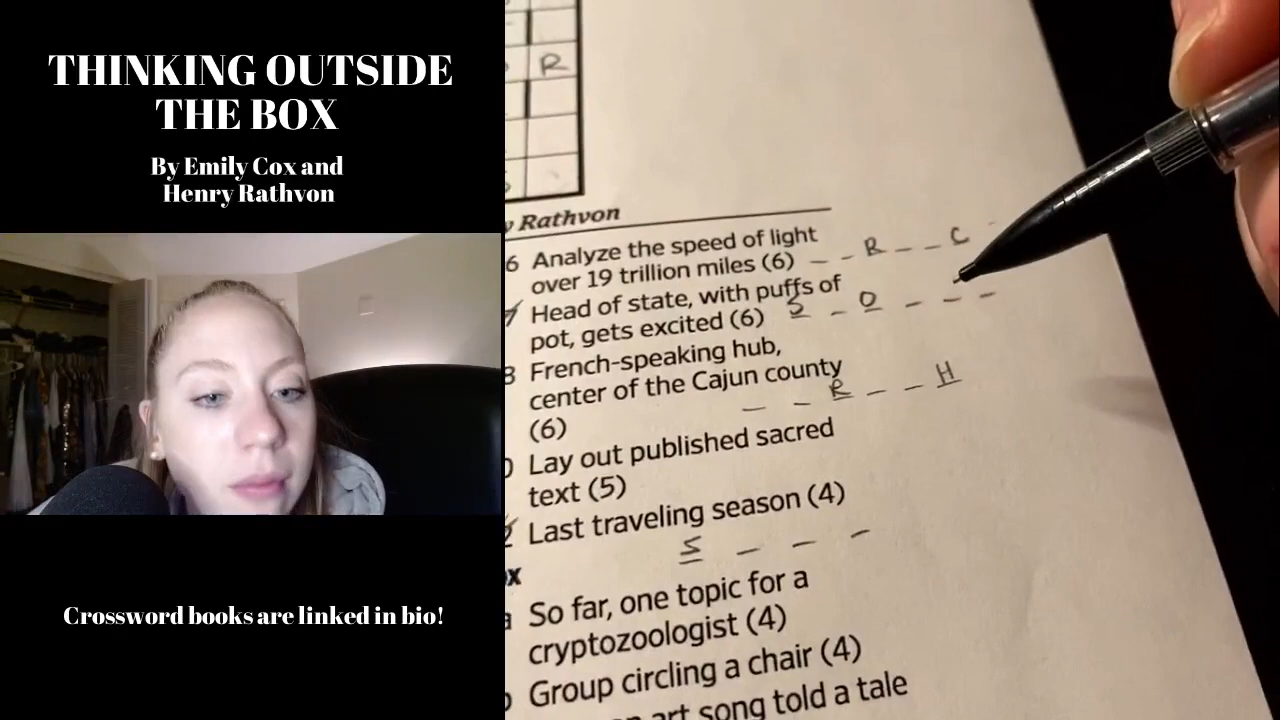 THINKING OUTSIDE
THE BOX
By Emily Cox and
Henry Rathvon
Crossword books are linked in bio!
R
Rathvon
6 Analyze the speed of light
over 19 trillion miles (6) _ _ R _ _ C
Head of state, with puffs of
pot, gets excited (6) S _ O _ _ _
French-speaking hub,
center of the Cajun county
(6) _ _ R _ _ H
Lay out published sacred
text (5)
Last traveling season (4)
S _ _ _
So far, one topic for a
cryptozoologist (4)
Group circling a chair (4)
art song told a tale